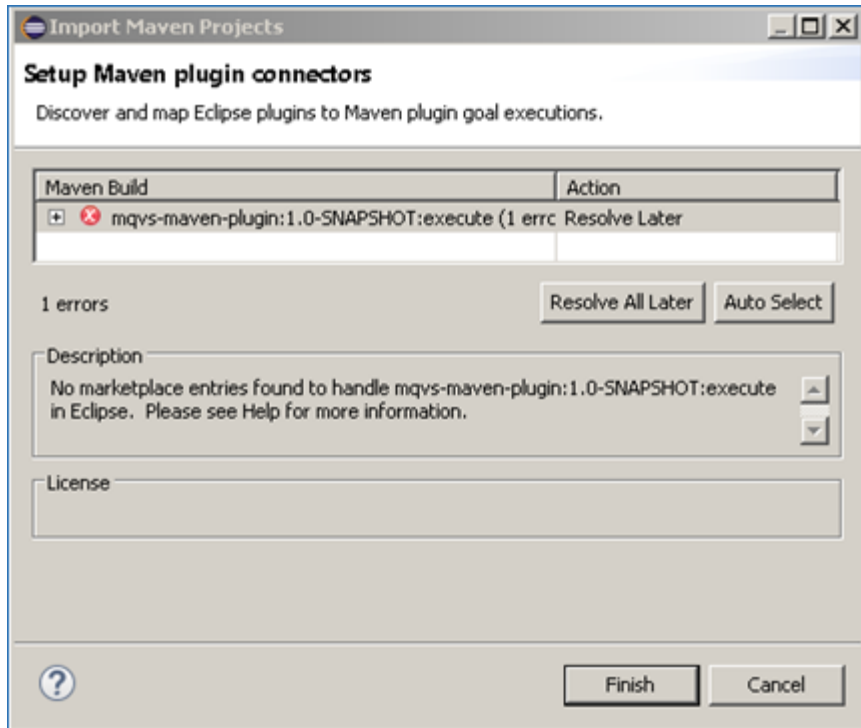 Import Maven Projects
Setup Maven plugin connectors
Discover and map Eclipse plugins to Maven plugin goal executions.
Maven Build Action
mqvs-maven-plugin:1.0-SNAPSHOT:execute (1 errc Resolve Later
1 errors Resolve All Later Auto Select
Description
No marketplace entries found to handle mqvs-maven-plugin:1.0-SNAPSHOT:execute
in Eclipse. Please see Help for more information.
License
? Finish Cancel